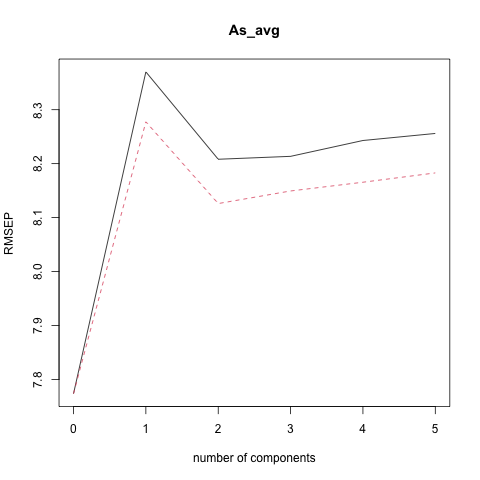 As_avg
RMSEP
8.3
8.2
8.1
8.0
7.9
7.8
0 1 2 3 4 5
number of components